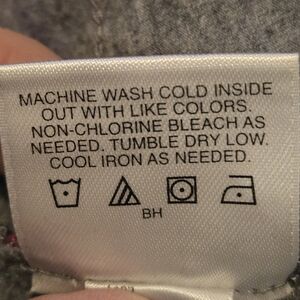 MACHINE WASH COLD INSIDE
OUT WITH LIKE COLORS.
NON-CHLORINE BLEACH AS
NEEDED. TUMBLE DRY LOW.
COOL IRON AS NEEDED.
BH